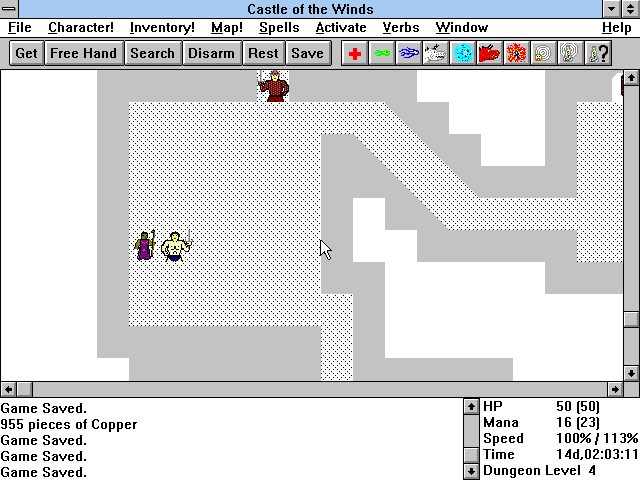 Castle of the Winds
File Character! Inventory! Map! Spells Activate Verbs Window Help
Get Free Hand Search Disarm Rest Save ?
Game Saved.
955 pieces of Copper
Game Saved.
Game Saved.
Game Saved.
HP 50 (50)
Mana 16 (23)
Speed 100% / 113%
Time 14d,02:03:11
Dungeon Level 4